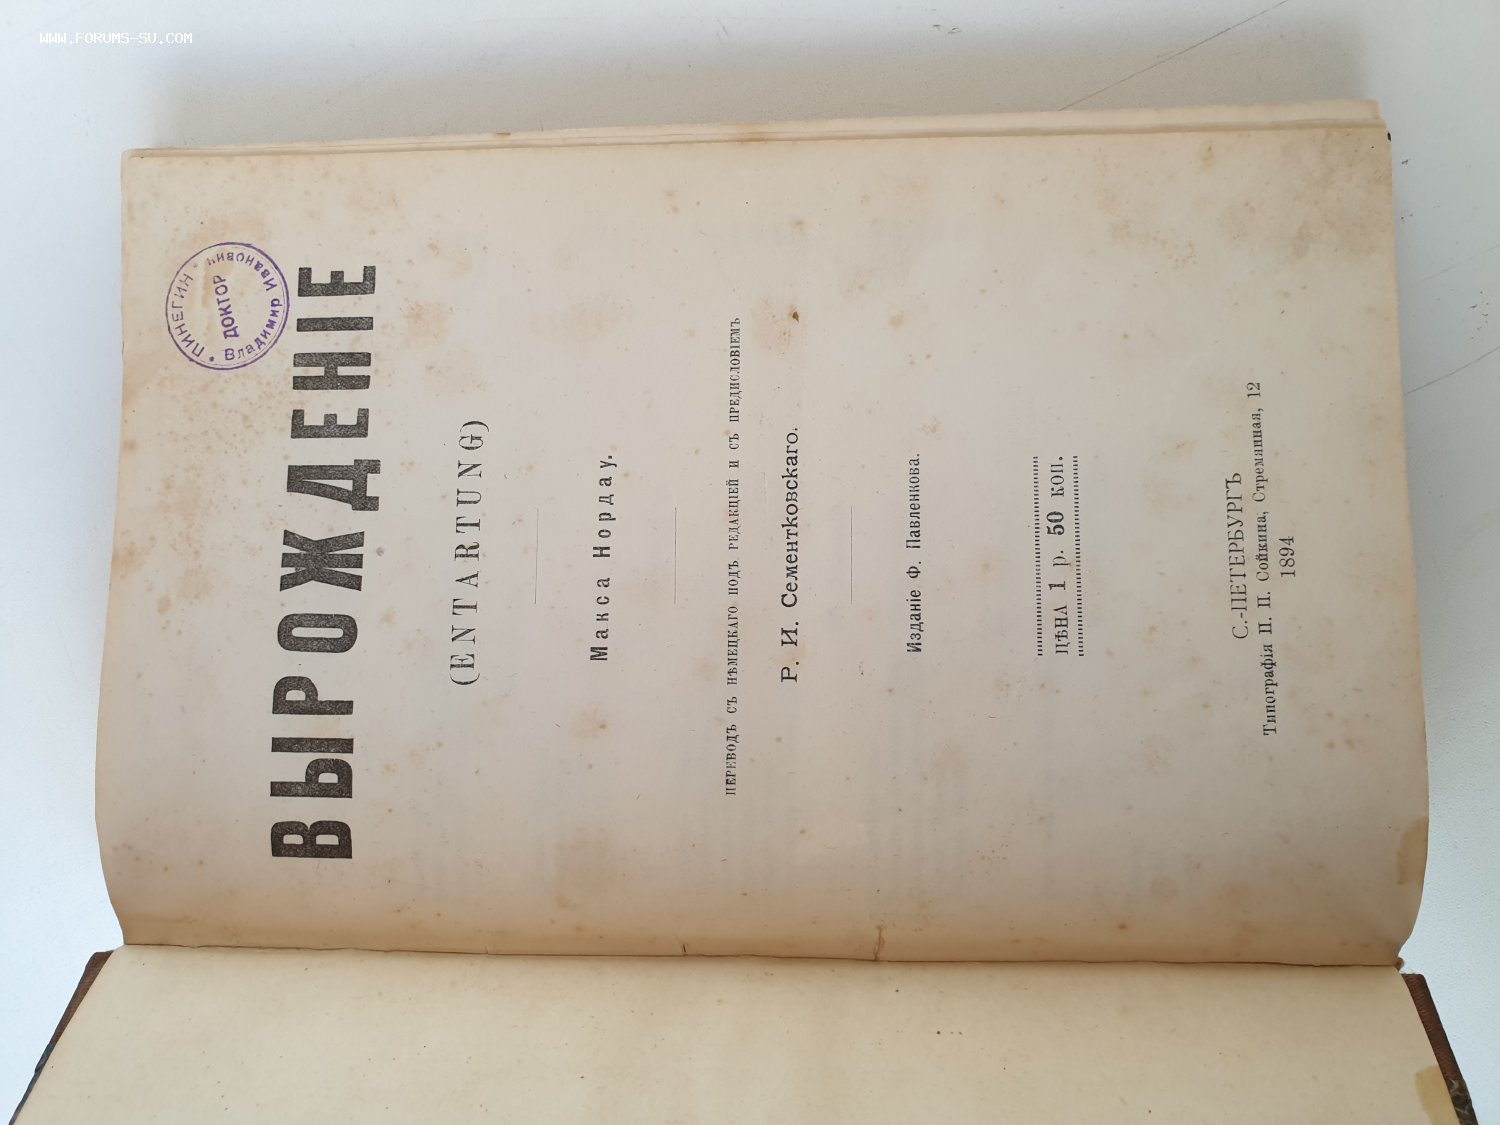 WWW.FORUMS-SU.COM
ПИНЕГИН
ДОКТОР
Владимир Иванович
ВЫРОЖДЕНІЕ
(ENTARTUNG)
Макса Нордау.
ПЕРЕВОДЪ СЪ НѢМЕЦКАГО ПОДЪ РЕДАКЦІЕЙ И СЪ ПРЕДИСЛОВІЕМЪ
Р. И. Сементковскаго.
Изданіе Ф. Павленкова.
ЦѢНА 1 р. 50 коп.
С.-ПЕТЕРБУРГЪ
Типографія П. П. Сойкина, Стремянная, 12
1894